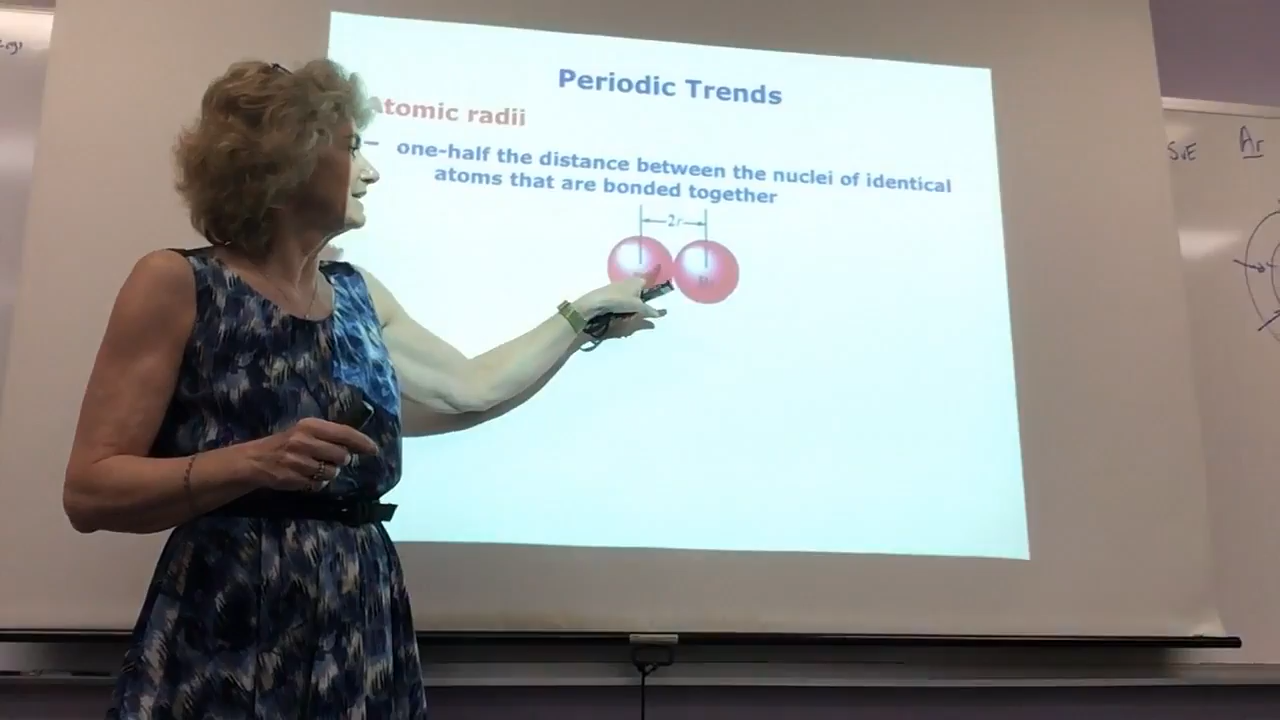 Periodic Trends
Atomic radii
– one-half the distance between the nuclei of identical
atoms that are bonded together
2r
SvE
Ar